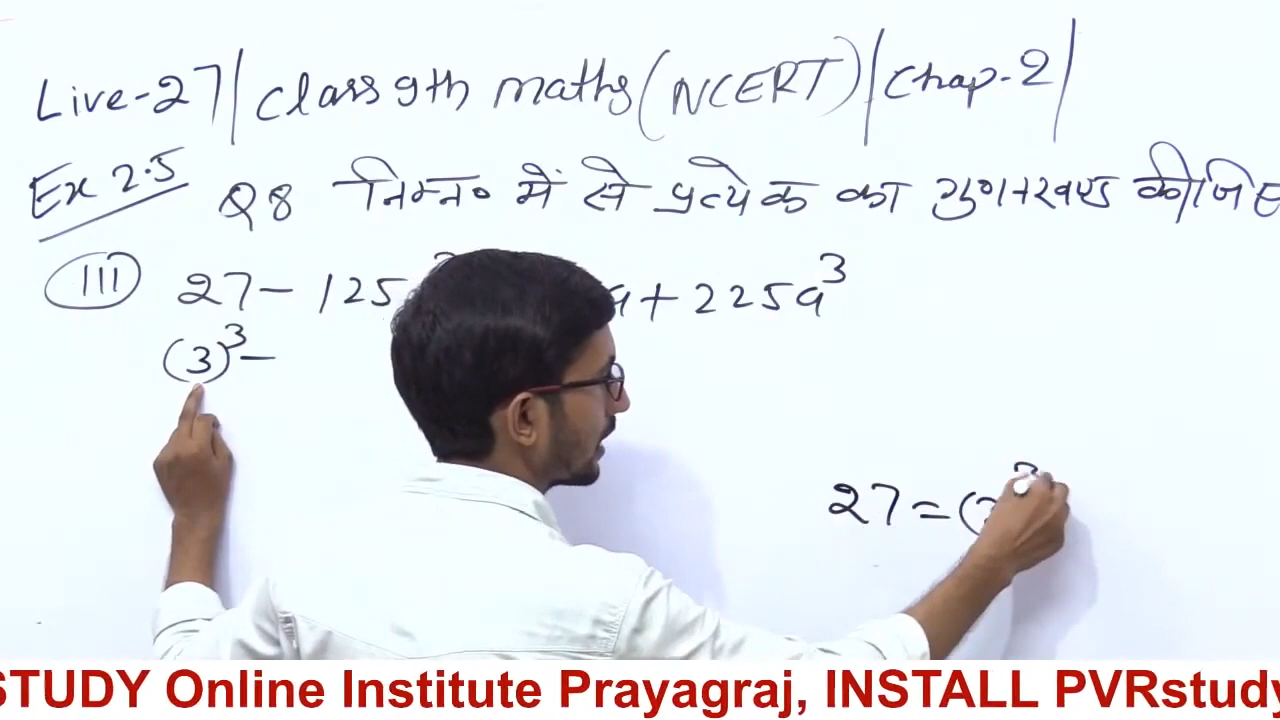 Live-27| Class 9th maths (NCERT)| Chap-2|
Ex 2.5 Q8 निम्न० में से प्रत्येक का गुणनखण्ड कीजिए
III 27 - 125 a + 225a³
(3)³ -
27 = (3
STUDY Online Institute Prayagraj, INSTALL PVRstudy